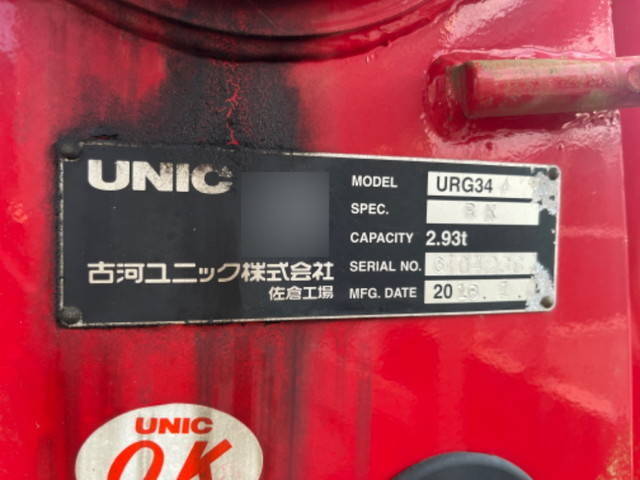 UNIC
古河ユニック株式会社
佐倉工場
MODEL URG34
SPEC.
CAPACITY 2.93t
SERIAL NO.
MFG. DATE 20
UNIC
OK